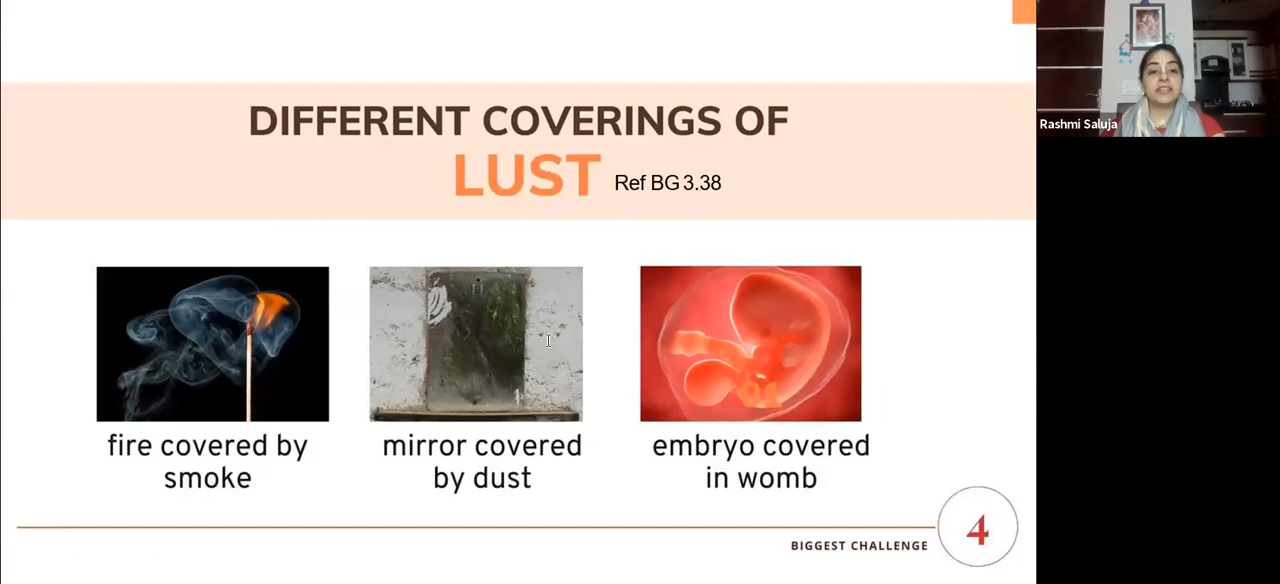 DIFFERENT COVERINGS OF
LUST Ref BG 3.38
Rashmi Saluja
fire covered by
smoke
mirror covered
by dust
embryo covered
in womb
BIGGEST CHALLENGE
4